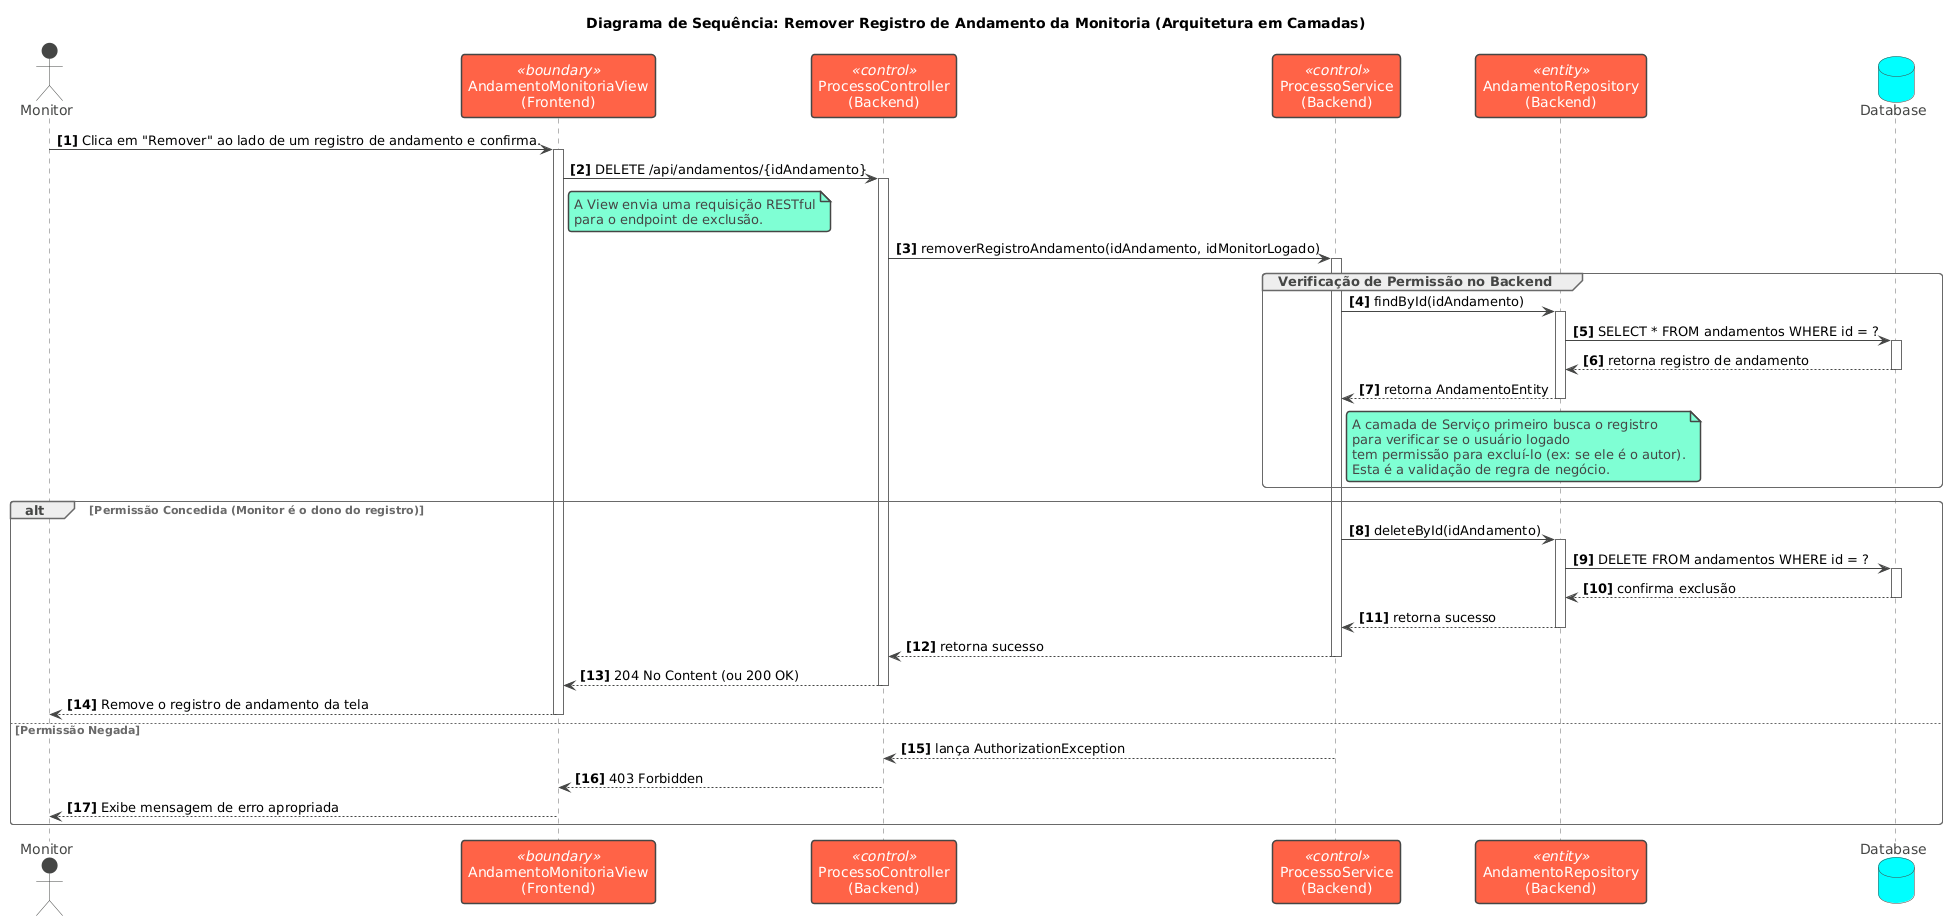 Diagrama de Sequência: Remover Registro de Andamento da Monitoria (Arquitetura em Camadas)
Monitor
«boundary»
AndamentoMonitoriaView
(Frontend)
«control»
ProcessoController
(Backend)
«control»
ProcessoService
(Backend)
«entity»
AndamentoRepository
(Backend)
Database
[1] Clica em "Remover" ao lado de um registro de andamento e confirma.
[2] DELETE /api/andamentos/{idAndamento}
A View envia uma requisição RESTful
para o endpoint de exclusão.
[3] removerRegistroAndamento(idAndamento, idMonitorLogado)
Verificação de Permissão no Backend
[4] findById(idAndamento)
[5] SELECT * FROM andamentos WHERE id = ?
[6] retorna registro de andamento
[7] retorna AndamentoEntity
A camada de Serviço primeiro busca o registro
para verificar se o usuário logado
tem permissão para excluí-lo (ex: se ele é o autor).
Esta é a validação de regra de negócio.
alt [Permissão Concedida (Monitor é o dono do registro)]
[8] deleteById(idAndamento)
[9] DELETE FROM andamentos WHERE id = ?
[10] confirma exclusão
[11] retorna sucesso
[12] retorna sucesso
[13] 204 No Content (ou 200 OK)
[14] Remove o registro de andamento da tela
[Permissão Negada]
[15] lança AuthorizationException
[16] 403 Forbidden
[17] Exibe mensagem de erro apropriada
Monitor
«boundary»
AndamentoMonitoriaView
(Frontend)
«control»
ProcessoController
(Backend)
«control»
ProcessoService
(Backend)
«entity»
AndamentoRepository
(Backend)
Database